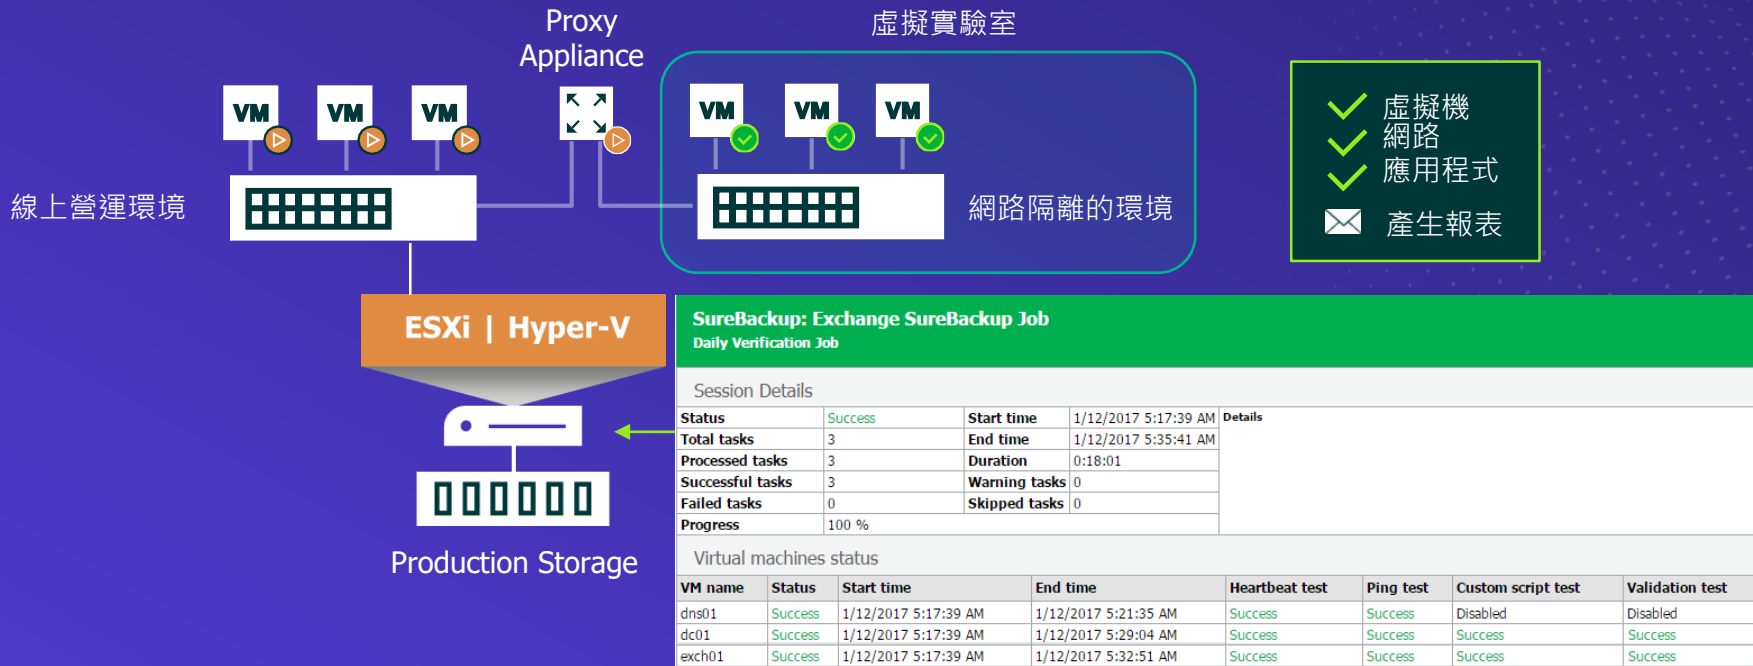 Proxy
Appliance
虛擬實驗室
VM VM VM
VM VM VM
虛擬機
網路
應用程式
產生報表
線上營運環境
網路隔離的環境
ESXi | Hyper-V
Production Storage
SureBackup: Exchange SureBackup Job
Daily Verification Job
Session Details
Status Success Start time 1/12/2017 5:17:39 AM Details
Total tasks 3 End time 1/12/2017 5:35:41 AM
Processed tasks 3 Duration 0:18:01
Successful tasks 3 Warning tasks 0
Failed tasks 0 Skipped tasks 0
Progress 100 %
Virtual machines status
VM name Status Start time End time Heartbeat test Ping test Custom script test Validation test
dns01 Success 1/12/2017 5:17:39 AM 1/12/2017 5:21:35 AM Success Success Disabled Disabled
dc01 Success 1/12/2017 5:17:39 AM 1/12/2017 5:29:04 AM Success Success Success Success
exch01 Success 1/12/2017 5:17:39 AM 1/12/2017 5:32:51 AM Success Success Success Success